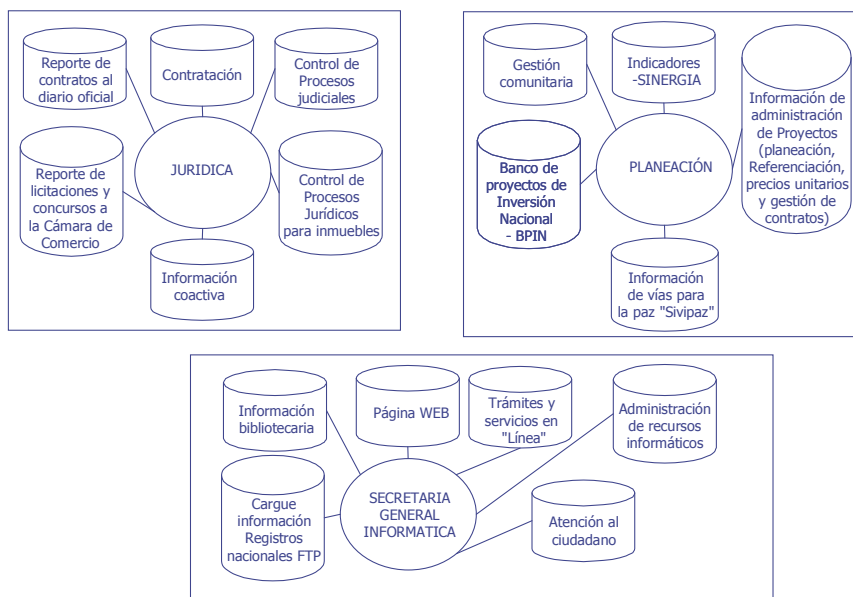 Reporte de
contratos al
diario oficial
Contratación
Control de
Procesos
judiciales
Reporte de
licitaciones y
concursos a
la Cámara de
Comercio
JURIDICA
Control de
Procesos
Jurídicos
para inmuebles
Información
coactiva
Gestión
comunitaria
Indicadores
-SINERGIA
Información de
administración
de Proyectos
(planeación,
Referenciación,
precios unitarios
y gestión de
contratos)
Banco de
proyectos de
Inversión
Nacional
- BPIN
PLANEACIÓN
Información
de vías para
la paz "Sivipaz"
Información
bibliotecaria
Página WEB
Trámites y
servicios en
"Línea"
Administración
de recursos
informáticos
Cargue
información
Registros
nacionales FTP
SECRETARIA
GENERAL
INFORMATICA
Atención al
ciudadano